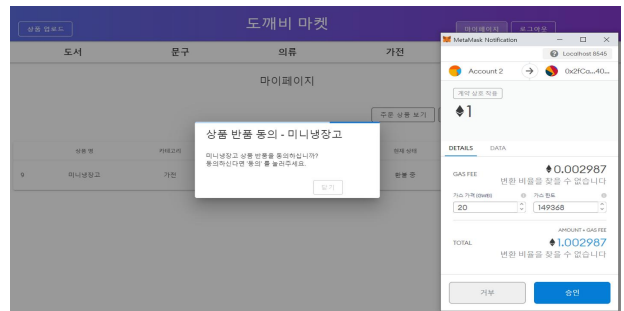 상품 업로드
도깨비 마켓
마이페이지
로그아웃
도서
문구
의류
가전
마이페이지
주문 상품 보기
상품 명
카테고리
현재 상태
8
미니냉장고
가전
환불 중
상품 반품 동의 - 미니냉장고
미니냉장고 상품 반품을 동의하십니까?
동의하신다면 '동의' 를 눌러주세요.
닫기
MetaMask Notification
Localhost 8545
Account 2
0x2fCa...40...
계약 상호 작용
1
DETAILS
DATA
GAS FEE
0.002987
변환 비율을 찾을 수 없습니다
가스 가격 (GWEI)
가스 한도
20
149368
AMOUNT + GAS FEE
TOTAL
1.002987
변환 비율을 찾을 수 없습니다
거부
승인